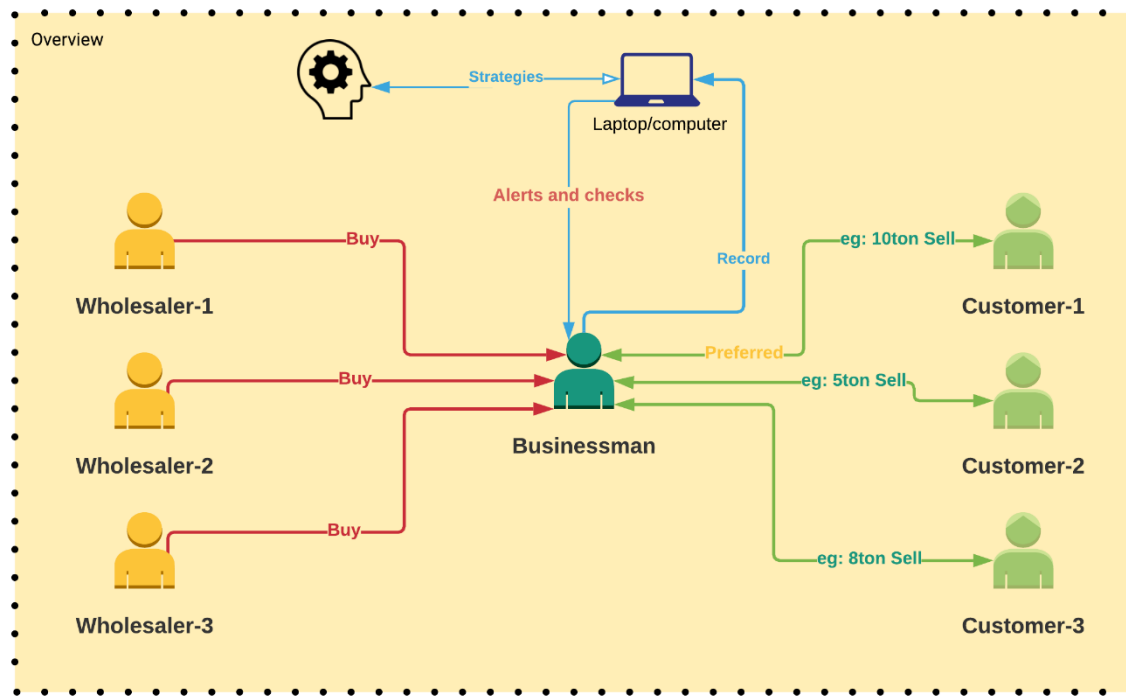 Overview
Strategies
Laptop/computer
Alerts and checks
Record
Buy
Wholesaler-1
eg: 10ton Sell
Customer-1
Preferred
Buy
Wholesaler-2
Businessman
eg: 5ton Sell
Customer-2
Buy
Wholesaler-3
eg: 8ton Sell
Customer-3